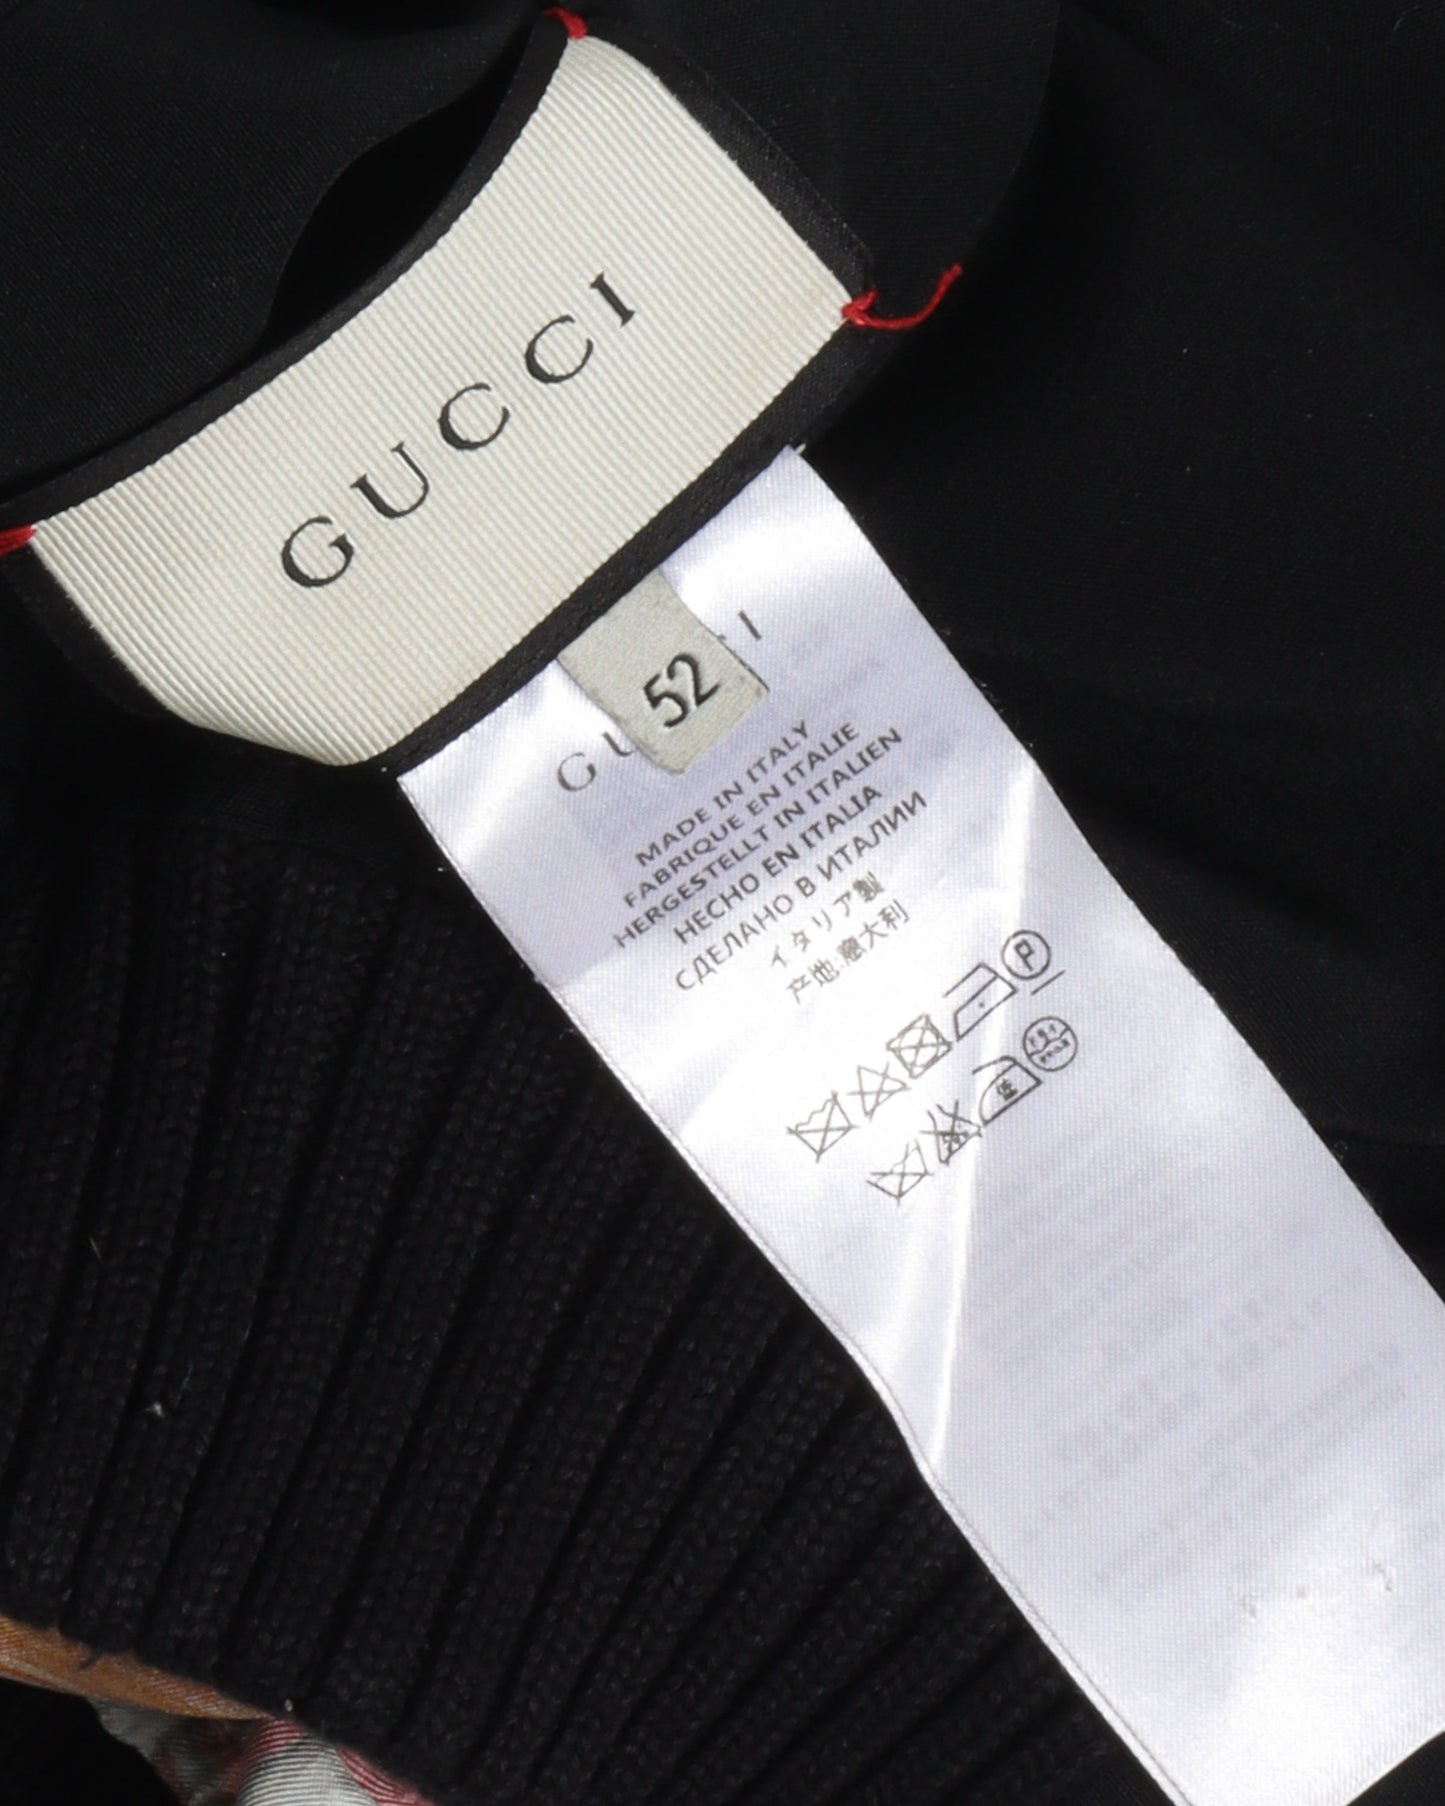 GUCCI
52
MADE IN ITALY
FABRIQUE EN ITALIE
HERGESTELLT IN ITALIEN
HECHO EN ITALIA
СДЕЛАНО В ИТАЛИИ
イタリア製
产地:意大利
P